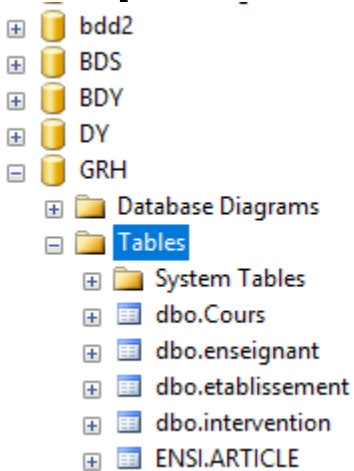 bdd2
BDS
BDY
DY
GRH
Database Diagrams
Tables
System Tables
dbo.Cours
dbo.enseignant
dbo.etablissement
dbo.intervention
ENSI.ARTICLE